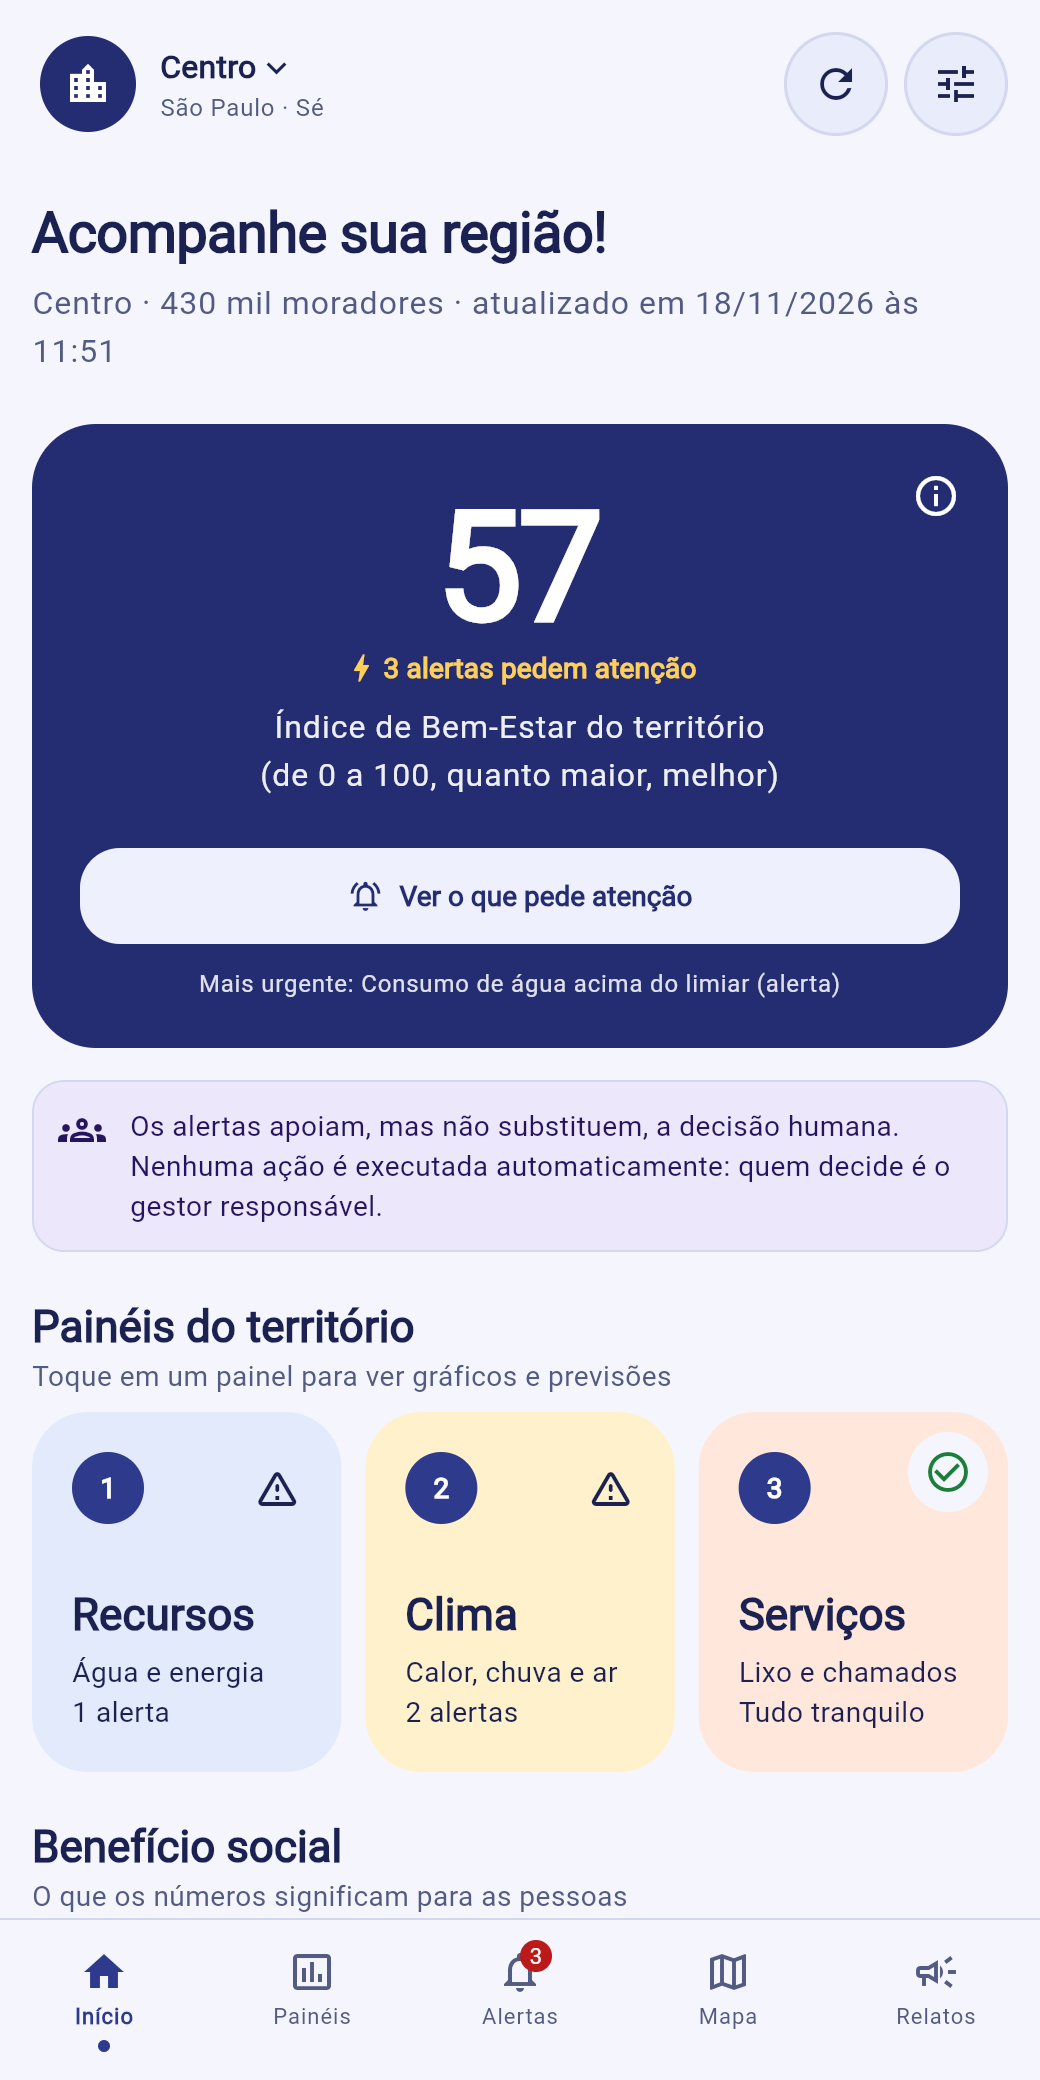 Centro
São Paulo · Sé
Acompanhe sua região!
Centro · 430 mil moradores · atualizado em 18/11/2026 às
11:51
57
3 alertas pedem atenção
Índice de Bem-Estar do território
(de 0 a 100, quanto maior, melhor)
Ver o que pede atenção
Mais urgente: Consumo de água acima do limiar (alerta)
Os alertas apoiam, mas não substituem, a decisão humana.
Nenhuma ação é executada automaticamente: quem decide é o
gestor responsável.
Painéis do território
Toque em um painel para ver gráficos e previsões
1
Recursos
Água e energia
1 alerta
2
Clima
Calor, chuva e ar
2 alertas
3
Serviços
Lixo e chamados
Tudo tranquilo
Benefício social
O que os números significam para as pessoas
Início
Painéis
3
Alertas
Mapa
Relatos